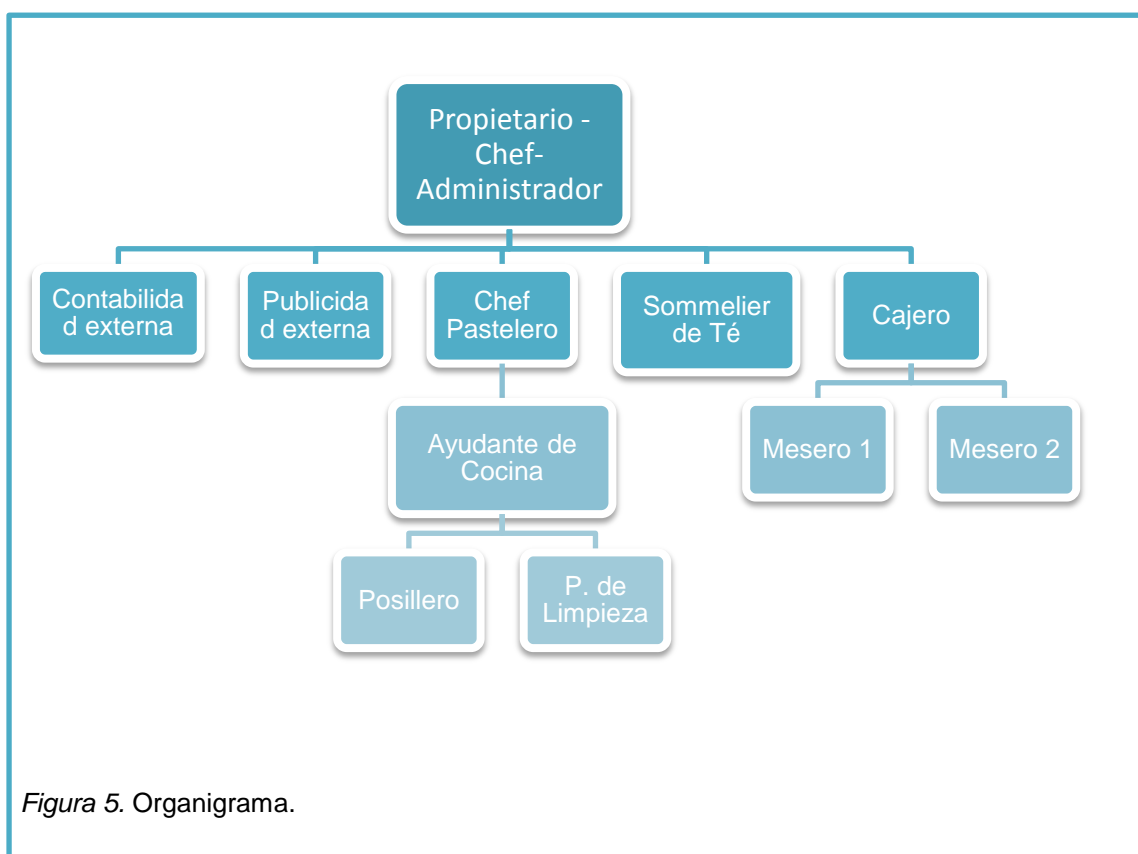 Propietario -
Chef-
Administrador
Contabilida
d externa
Publicida
d externa
Chef
Pastelero
Sommelier
de Té
Cajero
Ayudante de
Cocina
Mesero 1
Mesero 2
Posillero
P. de
Limpieza
Figura 5. Organigrama.